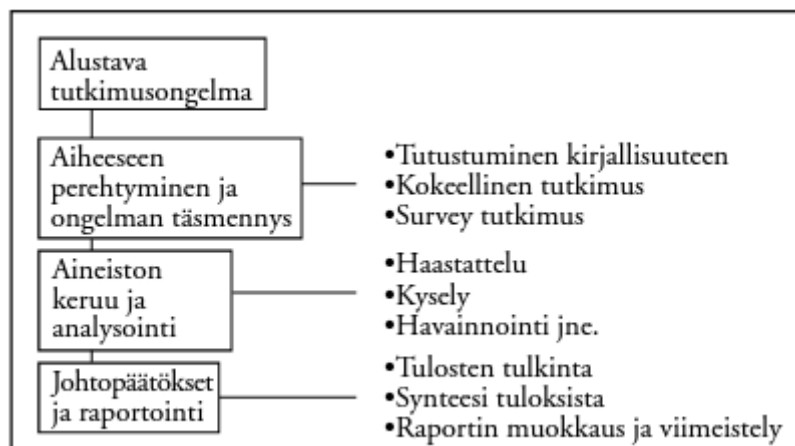 Alustava
tutkimusongelma
Aiheeseen
perehtyminen ja
ongelman täsmennys
•Tutustuminen kirjallisuuteen
•Kokeellinen tutkimus
•Survey tutkimus
Aineiston
keruu ja
analysointi
•Haastattelu
•Kysely
•Havainnointi jne.
Johtopäätökset
ja raportointi
•Tulosten tulkinta
•Synteesi tuloksista
•Raportin muokkaus ja viimeistely